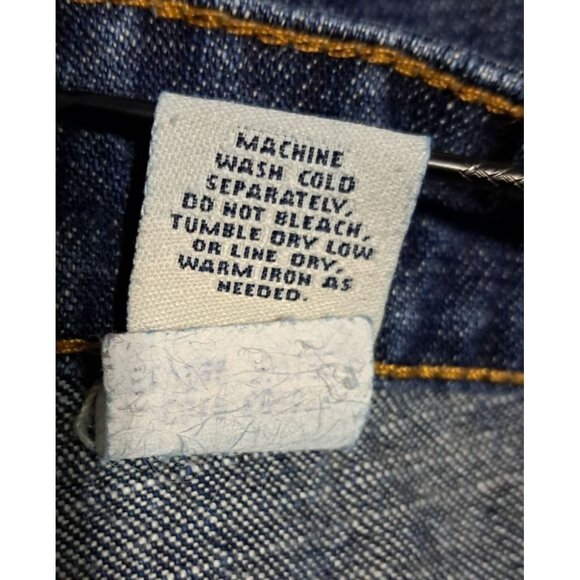 MACHINE
WASH COLD
SEPARATELY,
DO NOT BLEACH,
TUMBLE DRY LOW
OR LINE DRY,
WARM IRON AS
NEEDED.